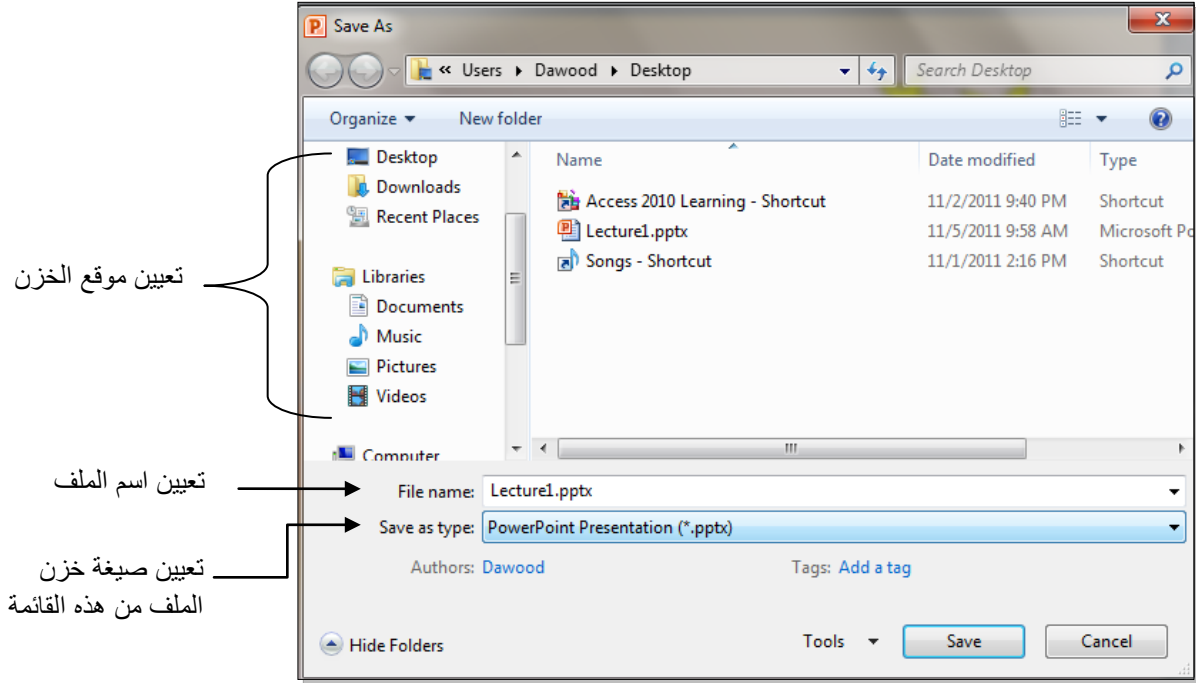 Save As
« Users Dawood Desktop
Search Desktop
Organize New folder
Desktop
Downloads
Recent Places
Libraries
Documents
Music
Pictures
Videos
Computer
Name Date modified Type
Access 2010 Learning - Shortcut 11/2/2011 9:40 PM Shortcut
Lecture1.pptx 11/5/2011 9:58 AM Microsoft Po
Songs - Shortcut 11/1/2011 2:16 PM Shortcut
تعيين موقع الخزن
تعيين اسم الملف
File name: Lecture1.pptx
Save as type: PowerPoint Presentation (*.pptx)
تعيين صيغة خزن
الملف من هذه القائمة
Authors: Dawood Tags: Add a tag
Hide Folders Tools Save Cancel